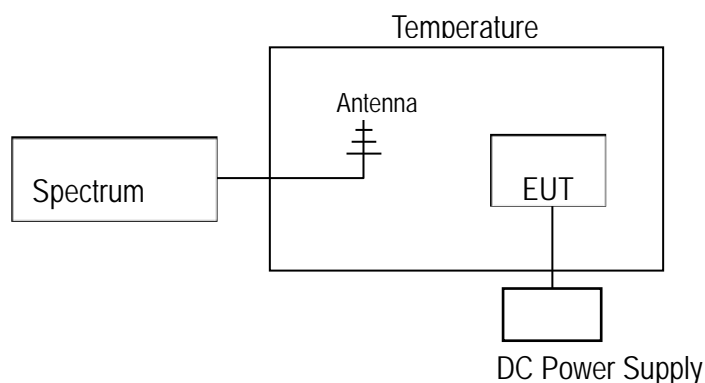 Temperature
Antenna
Spectrum
EUT
DC Power Supply